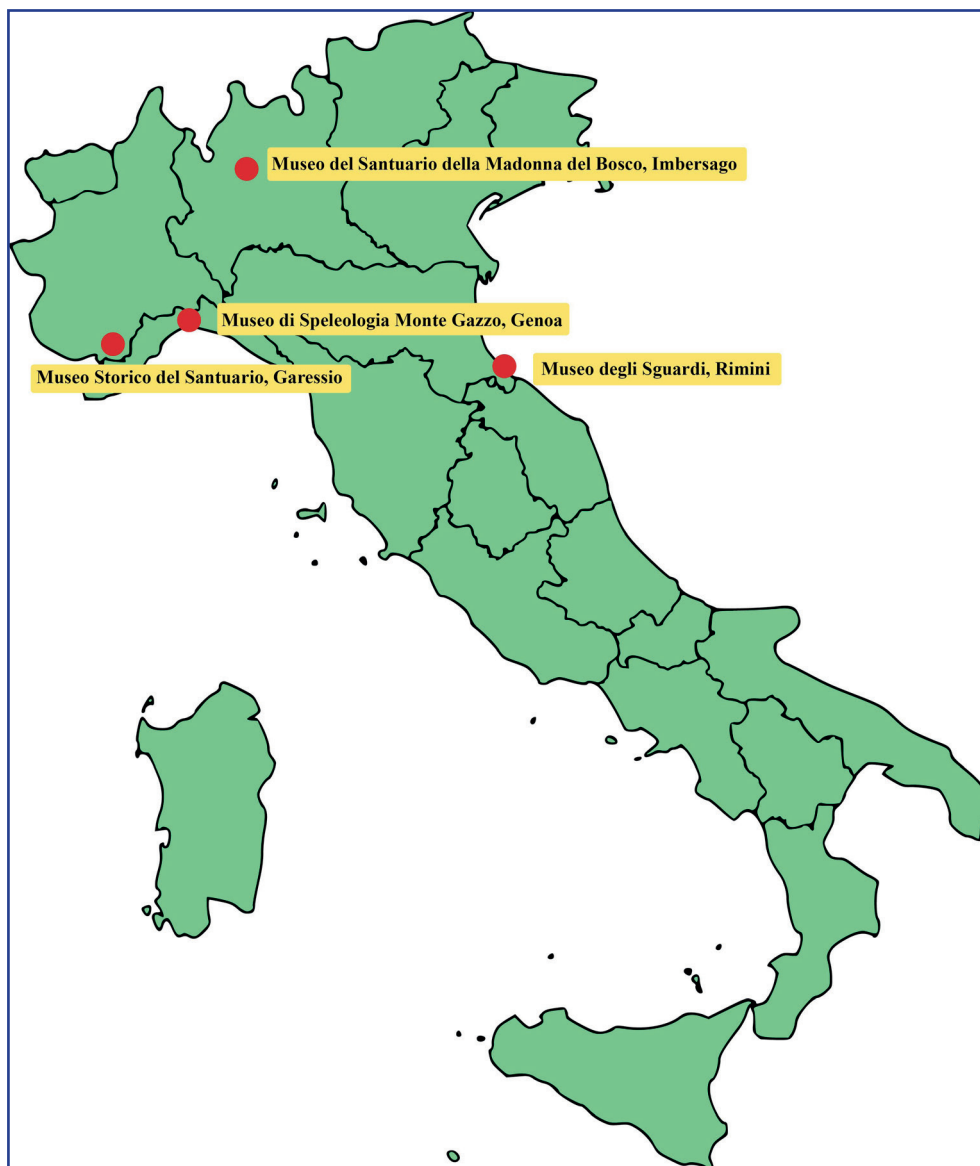 Museo del Santuario della Madonna del Bosco, Imbersago
Museo di Speleologia Monte Gazzo, Genoa
Museo Storico del Santuario, Garessio
Museo degli Sguardi, Rimini